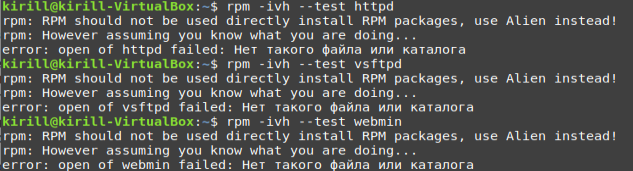 kirill@kirill-VirtualBox:~$ rpm -ivh --test httpd
rpm: RPM should not be used directly install RPM packages, use Alien instead!
rpm: However assuming you know what you are doing...
error: open of httpd failed: Нет такого файла или каталога
kirill@kirill-VirtualBox:~$ rpm -ivh --test vsftpd
rpm: RPM should not be used directly install RPM packages, use Alien instead!
rpm: However assuming you know what you are doing...
error: open of vsftpd failed: Нет такого файла или каталога
kirill@kirill-VirtualBox:~$ rpm -ivh --test webmin
rpm: RPM should not be used directly install RPM packages, use Alien instead!
rpm: However assuming you know what you are doing...
error: open of webmin failed: Нет такого файла или каталога